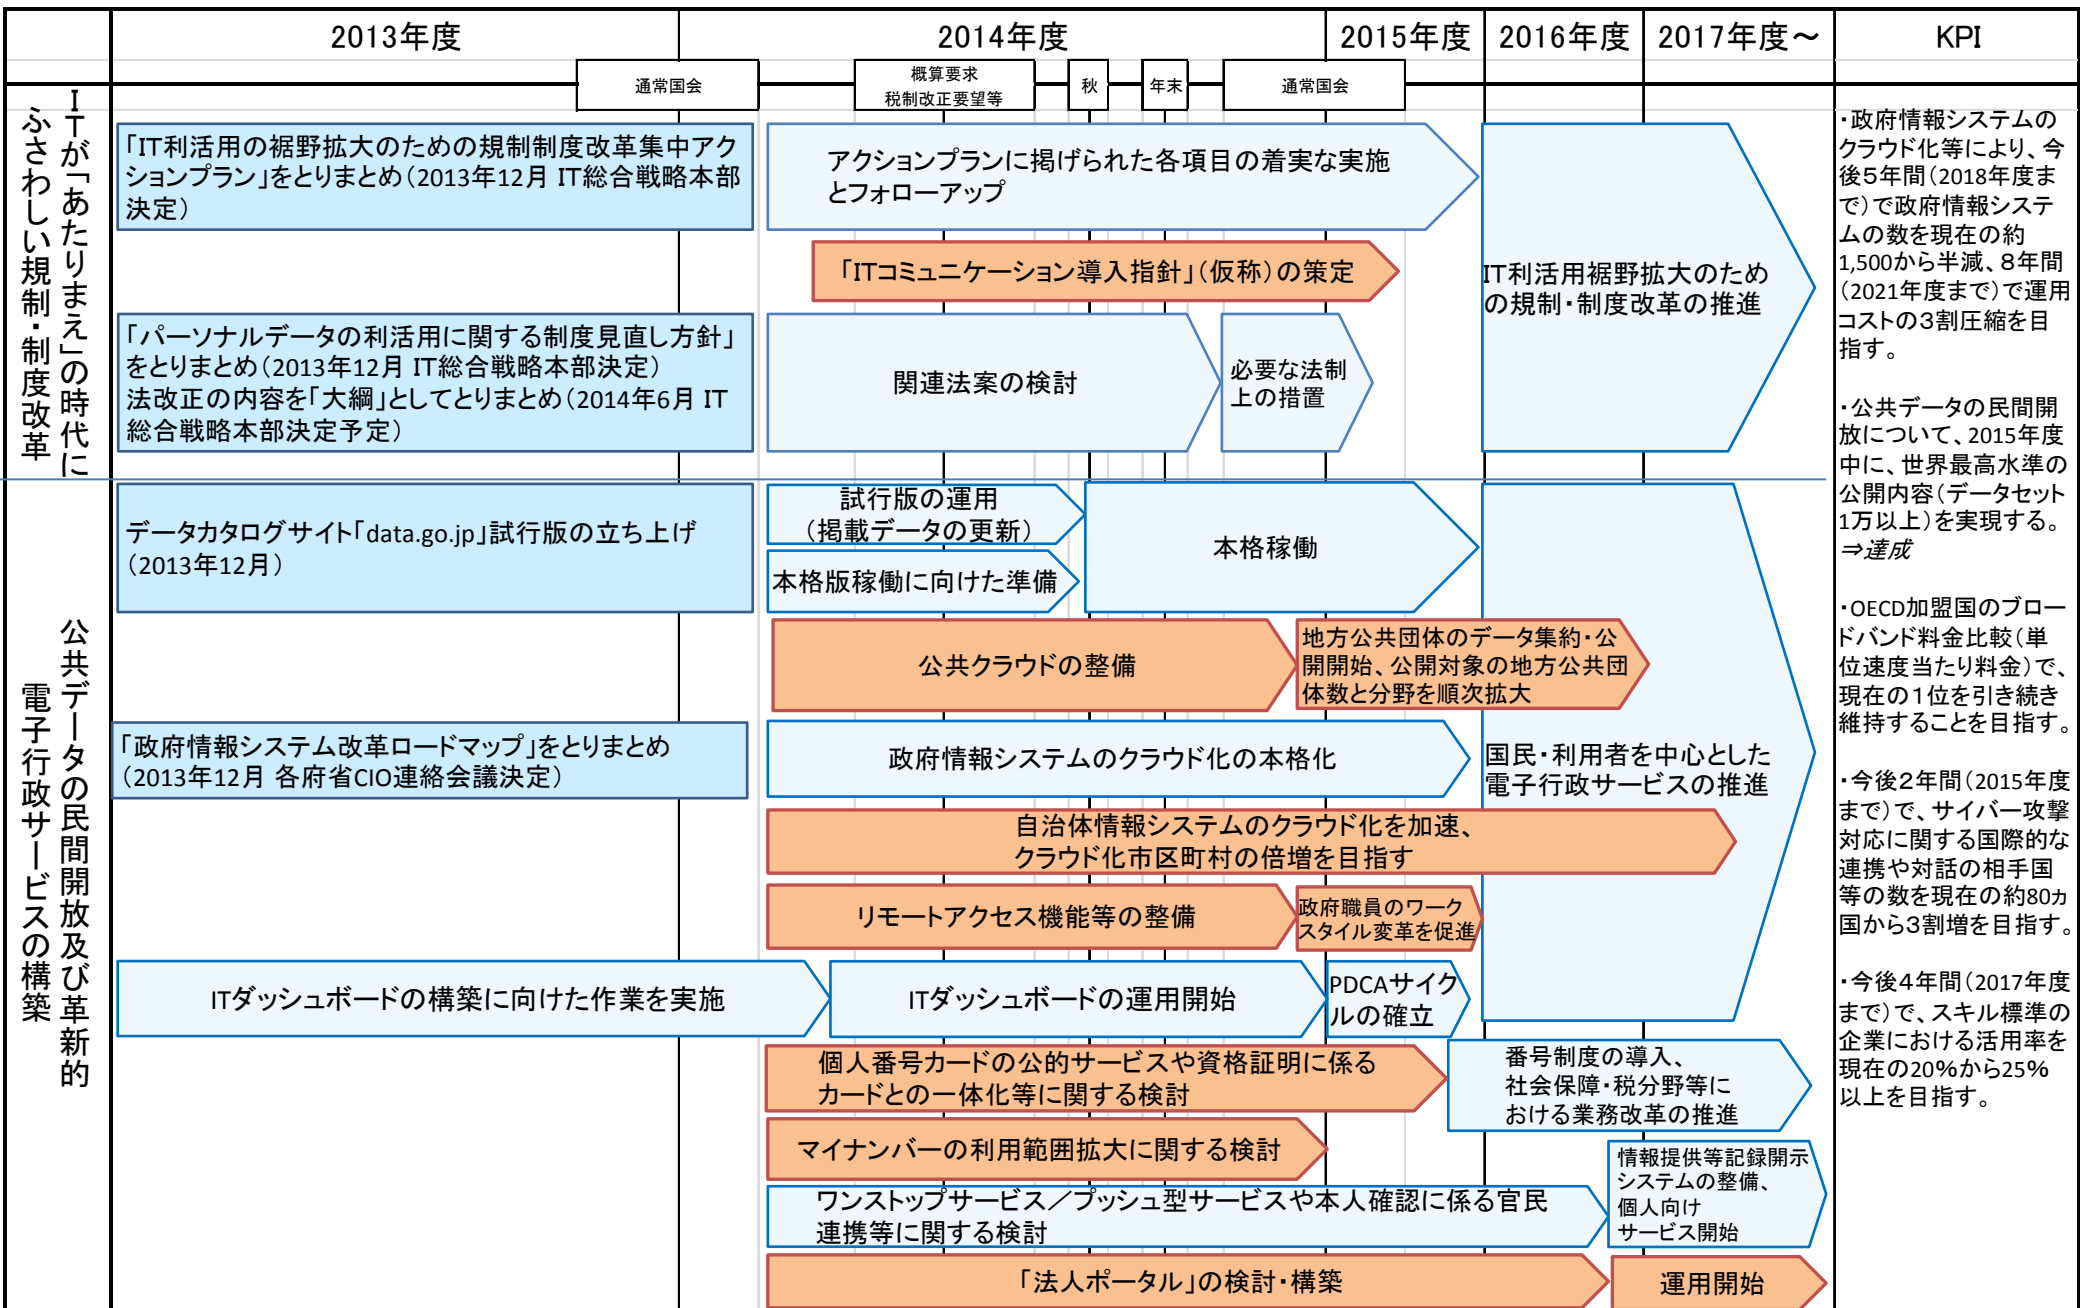 2013年度
2014年度
2015年度
2016年度
2017年度～
KPI
通常国会
概算要求
税制改正要望等
秋
年末
通常国会
ITが「あたりまえ」の時代に
ふさわしい規制・制度改革
「IT利活用の裾野拡大のための規制制度改革集中アク
ションプラン」をとりまとめ（2013年12月 IT総合戦略本部
決定）
アクションプランに掲げられた各項目の着実な実施
とフォローアップ
「ITコミュニケーション導入指針」（仮称）の策定
「パーソナルデータの利活用に関する制度見直し方針」
をとりまとめ（2013年12月 IT総合戦略本部決定）
法改正の内容を「大綱」としてとりまとめ（2014年6月 IT
総合戦略本部決定予定）
関連法案の検討
必要な法制
上の措置
IT利活用裾野拡大のため
の規制・制度改革の推進
公共データの民間開放及び革新的
電子行政サービスの構築
データカタログサイト「data.go.jp」試行版の立ち上げ
（2013年12月）
試行版の運用
（掲載データの更新）
本格版稼働に向けた準備
本格稼働
公共クラウドの整備
地方公共団体のデータ集約・公
開開始、公開対象の地方公共団
体数と分野を順次拡大
「政府情報システム改革ロードマップ」をとりまとめ
（2013年12月 各府省CIO連絡会議決定）
政府情報システムのクラウド化の本格化
国民・利用者を中心とした
電子行政サービスの推進
自治体情報システムのクラウド化を加速、
クラウド化市区町村の倍増を目指す
リモートアクセス機能等の整備
政府職員のワーク
スタイル変革を促進
ITダッシュボードの構築に向けた作業を実施
ITダッシュボードの運用開始
PDCAサイク
ルの確立
個人番号カードの公的サービスや資格証明に係る
カードとの一体化等に関する検討
番号制度の導入、
社会保障・税分野等に
おける業務改革の推進
マイナンバーの利用範囲拡大に関する検討
ワンストップサービス／プッシュ型サービスや本人確認に係る官民
連携等に関する検討
情報提供等記録開示
システムの整備、
個人向け
サービス開始
「法人ポータル」の検討・構築
運用開始
・政府情報システムの
クラウド化等により、今
後５年間（2018年度ま
で）で政府情報システ
ムの数を現在の約
1,500から半減、８年間
（2021年度まで）で運用
コストの３割圧縮を目
指す。
・公共データの民間開
放について、2015年度
中に、世界最高水準の
公開内容（データセット
1万以上）を実現する。
⇒達成
・OECD加盟国のブロー
ドバンド料金比較（単
位速度当たり料金）で、
現在の１位を引き続き
維持することを目指す。
・今後２年間（2015年度
まで）で、サイバー攻撃
対応に関する国際的な
連携や対話の相手国
等の数を現在の約80ヵ
国から３割増を目指す。
・今後４年間（2017年度
まで）で、スキル標準の
企業における活用率を
現在の20％から25％
以上を目指す。